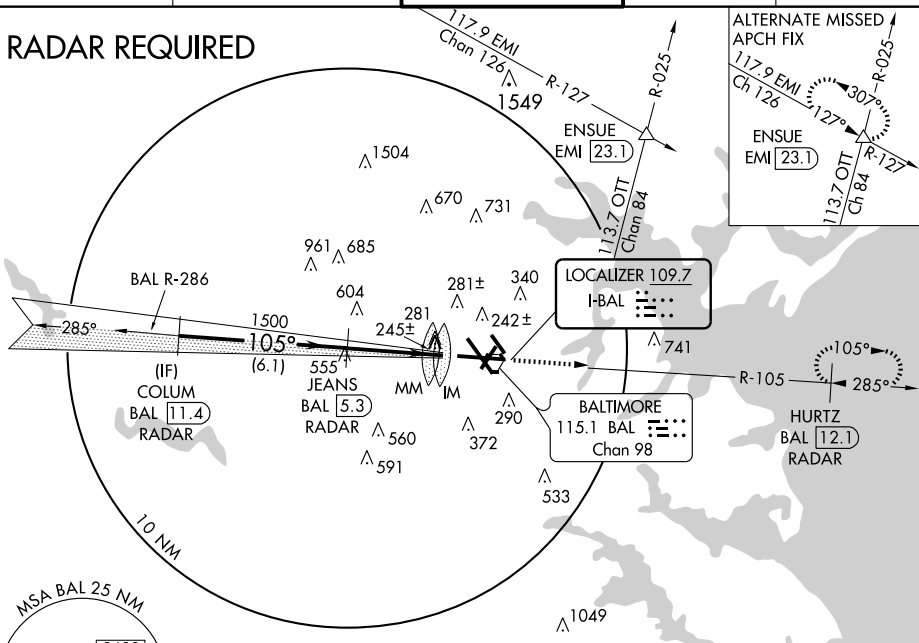 RADAR REQUIRED
117.9 EMI
Chan 126
R-127
1549
R-025
ENSUE
EMI 23.1
113.7 OTT
Chan 84
ALTERNATE MISSED
APCH FIX
117.9 EMI
Ch 126
R-025
307°
127°
ENSUE
EMI 23.1
R-127
113.7 OTT
Ch 84
1504
670
731
961
685
BAL R-286
604
281
281±
340
245±
242±
LOCALIZER 109.7
I-BAL
741
285°
1500
105°
(6.1)
555
MM
IM
(IF)
COLUM
BAL 11.4
RADAR
JEANS
BAL 5.3
RADAR
R-105
105°
285°
HURTZ
BAL 12.1
RADAR
290
372
BALTIMORE
115.1 BAL
Chan 98
560
591
533
10 NM
1049
MSA BAL 25 NM